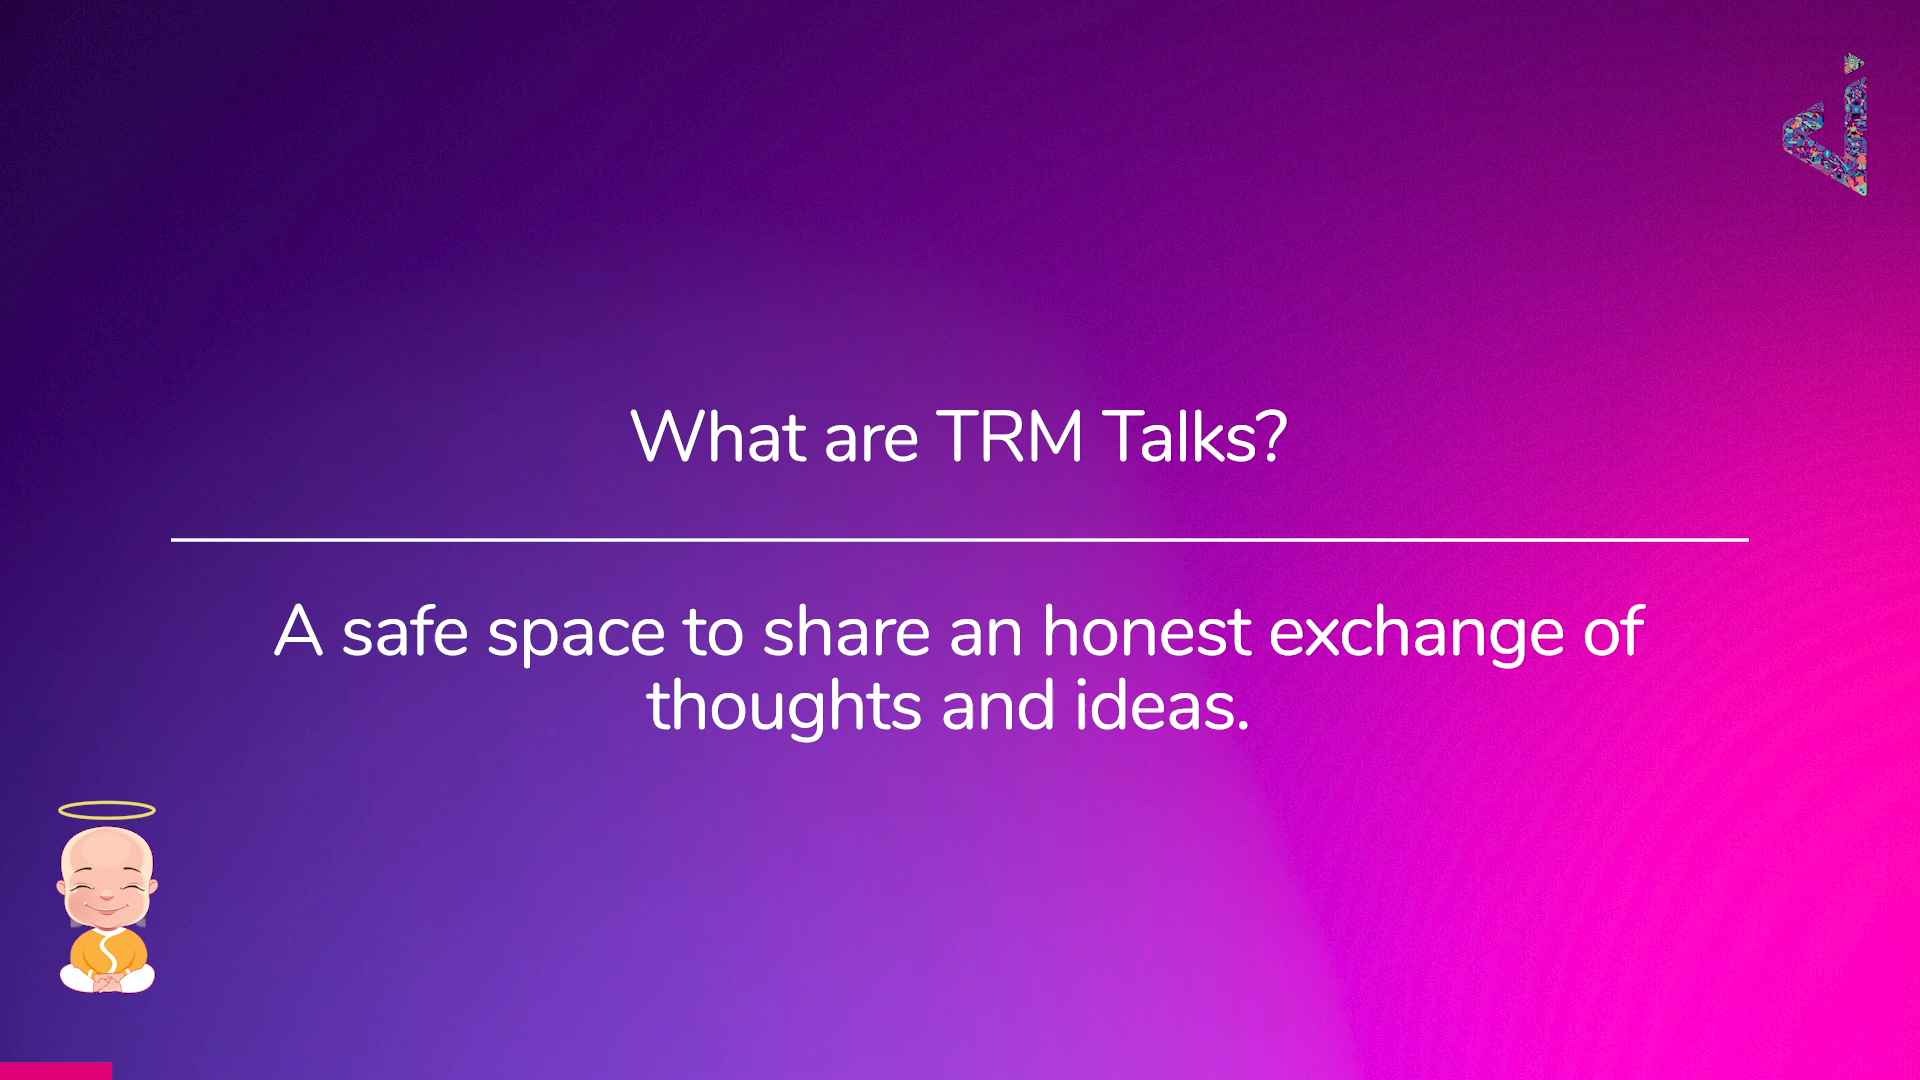 What are TRM Talks?
A safe space to share an honest exchange of
thoughts and ideas.